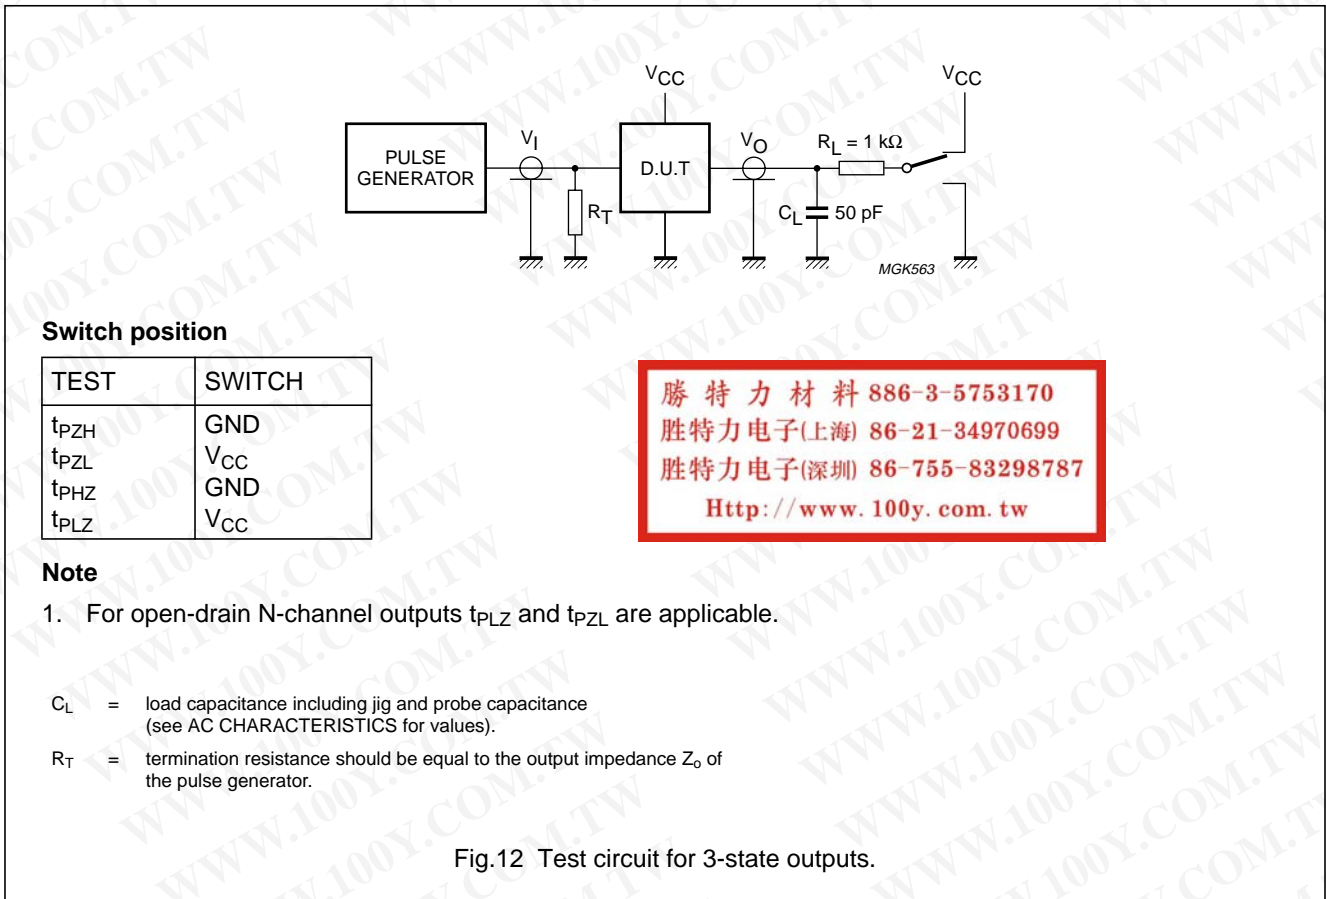 VCC VCC
PULSE GENERATOR
VI
D.U.T
VO
RL = 1 kΩ
RT
CL 50 pF
MGK563
Switch position
TEST SWITCH
tPZH GND
tPZL VCC
tPHZ GND
tPLZ VCC
勝 特 力 材 料 886-3-5753170
胜特力电子(上海) 86-21-34970699
胜特力电子(深圳) 86-755-83298787
Http://www. 100y. com. tw
Note
1. For open-drain N-channel outputs tPLZ and tPZL are applicable.
CL = load capacitance including jig and probe capacitance
(see AC CHARACTERISTICS for values).
RT = termination resistance should be equal to the output impedance Zo of
the pulse generator.
Fig.12 Test circuit for 3-state outputs.
WWW.100Y.COM.TW